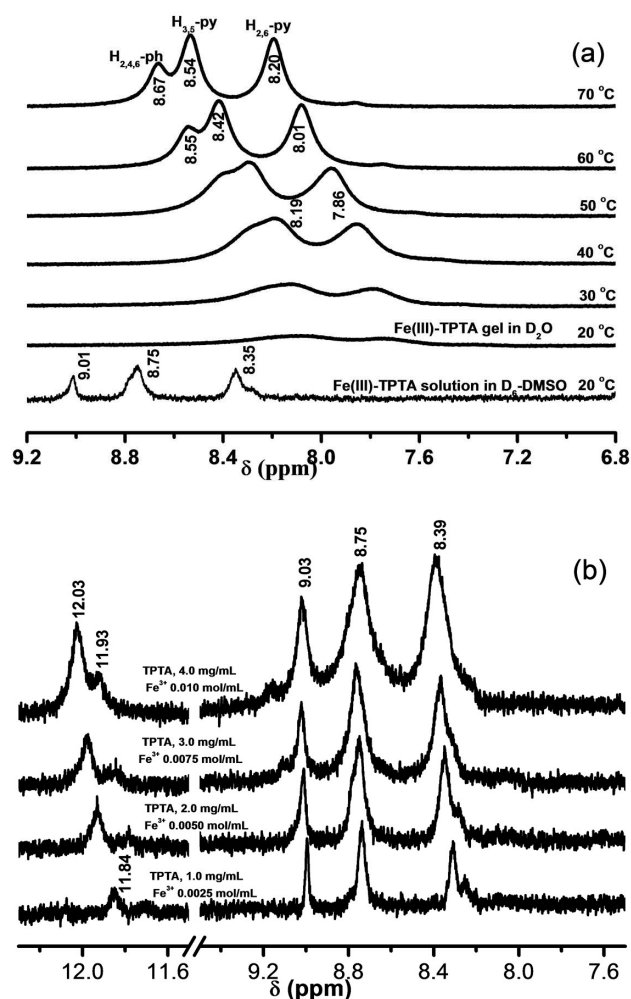 (a)
H3,5-py
H2,6-py
H2,4,6-ph
8.67
8.54
8.20
70 °C
8.55
8.42
8.01
60 °C
8.19
7.86
50 °C
40 °C
30 °C
Fe(III)-TPTA gel in D2O
20 °C
9.01
8.75
8.35
Fe(III)-TPTA solution in D6-DMSO 20 °C
9.2 8.8 8.4 8.0 7.6 7.2 6.8
δ (ppm)
(b)
12.03
11.93
9.03
8.75
8.39
TPTA, 4.0 mg/mL
Fe3+ 0.010 mol/mL
TPTA, 3.0 mg/mL
Fe3+ 0.0075 mol/mL
TPTA, 2.0 mg/mL
Fe3+ 0.0050 mol/mL
11.84
TPTA, 1.0 mg/mL
Fe3+ 0.0025 mol/mL
12.0 11.6 9.2 8.8 8.4 8.0 7.6
δ (ppm)